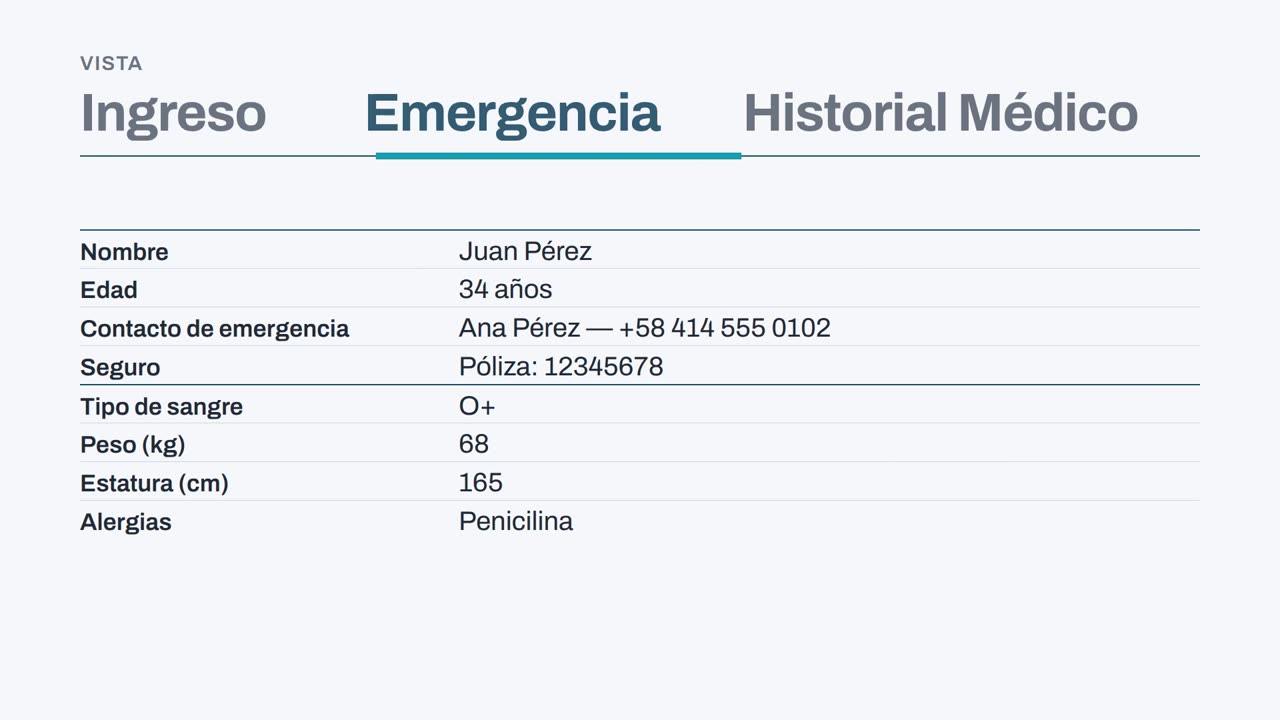 VISTA
Ingreso Emergencia Historial Médico
Nombre Juan Pérez
Edad 34 años
Contacto de emergencia Ana Pérez — +58 414 555 0102
Seguro Póliza: 12345678
Tipo de sangre O+
Peso (kg) 68
Estatura (cm) 165
Alergias Penicilina